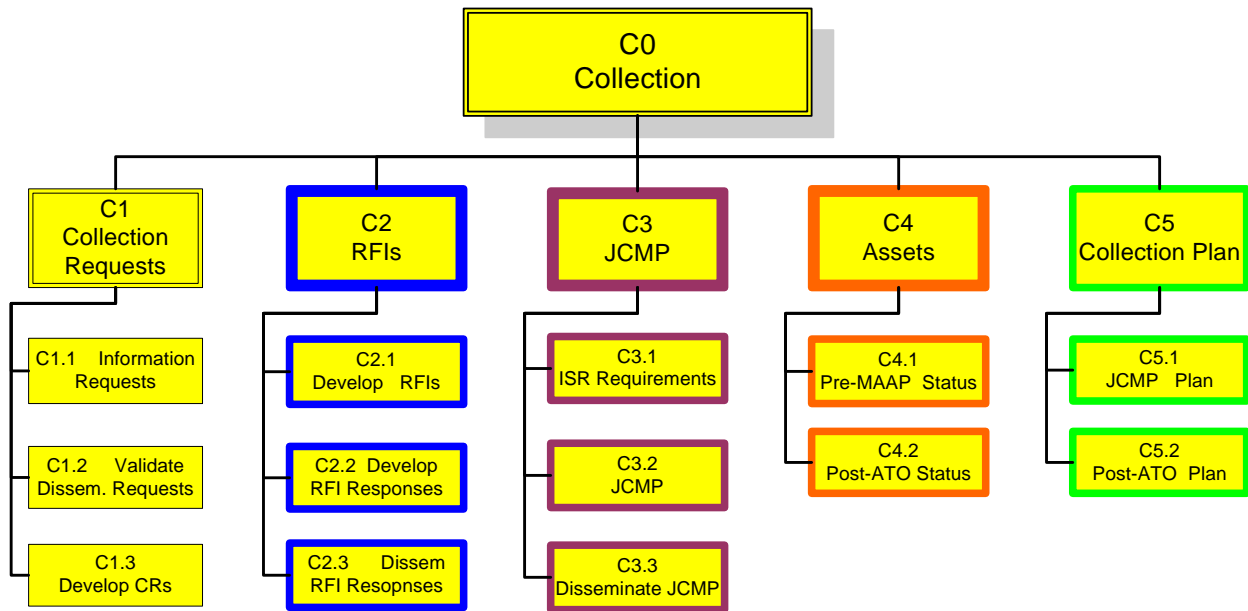 C0
Collection
C1
Collection
Requests
C2
RFIs
C3
JCMP
C4
Assets
C5
Collection Plan
C1.1 Information
Requests
C2.1
Develop RFIs
C3.1
ISR Requirements
C4.1
Pre-MAAP Status
C5.1
JCMP Plan
C1.2 Validate
Dissem. Requests
C2.2 Develop
RFI Responses
C3.2
JCMP
C4.2
Post-ATO Status
C5.2
Post-ATO Plan
C1.3
Develop CRs
C2.3 Dissem
RFI Resopnses
C3.3
Disseminate JCMP